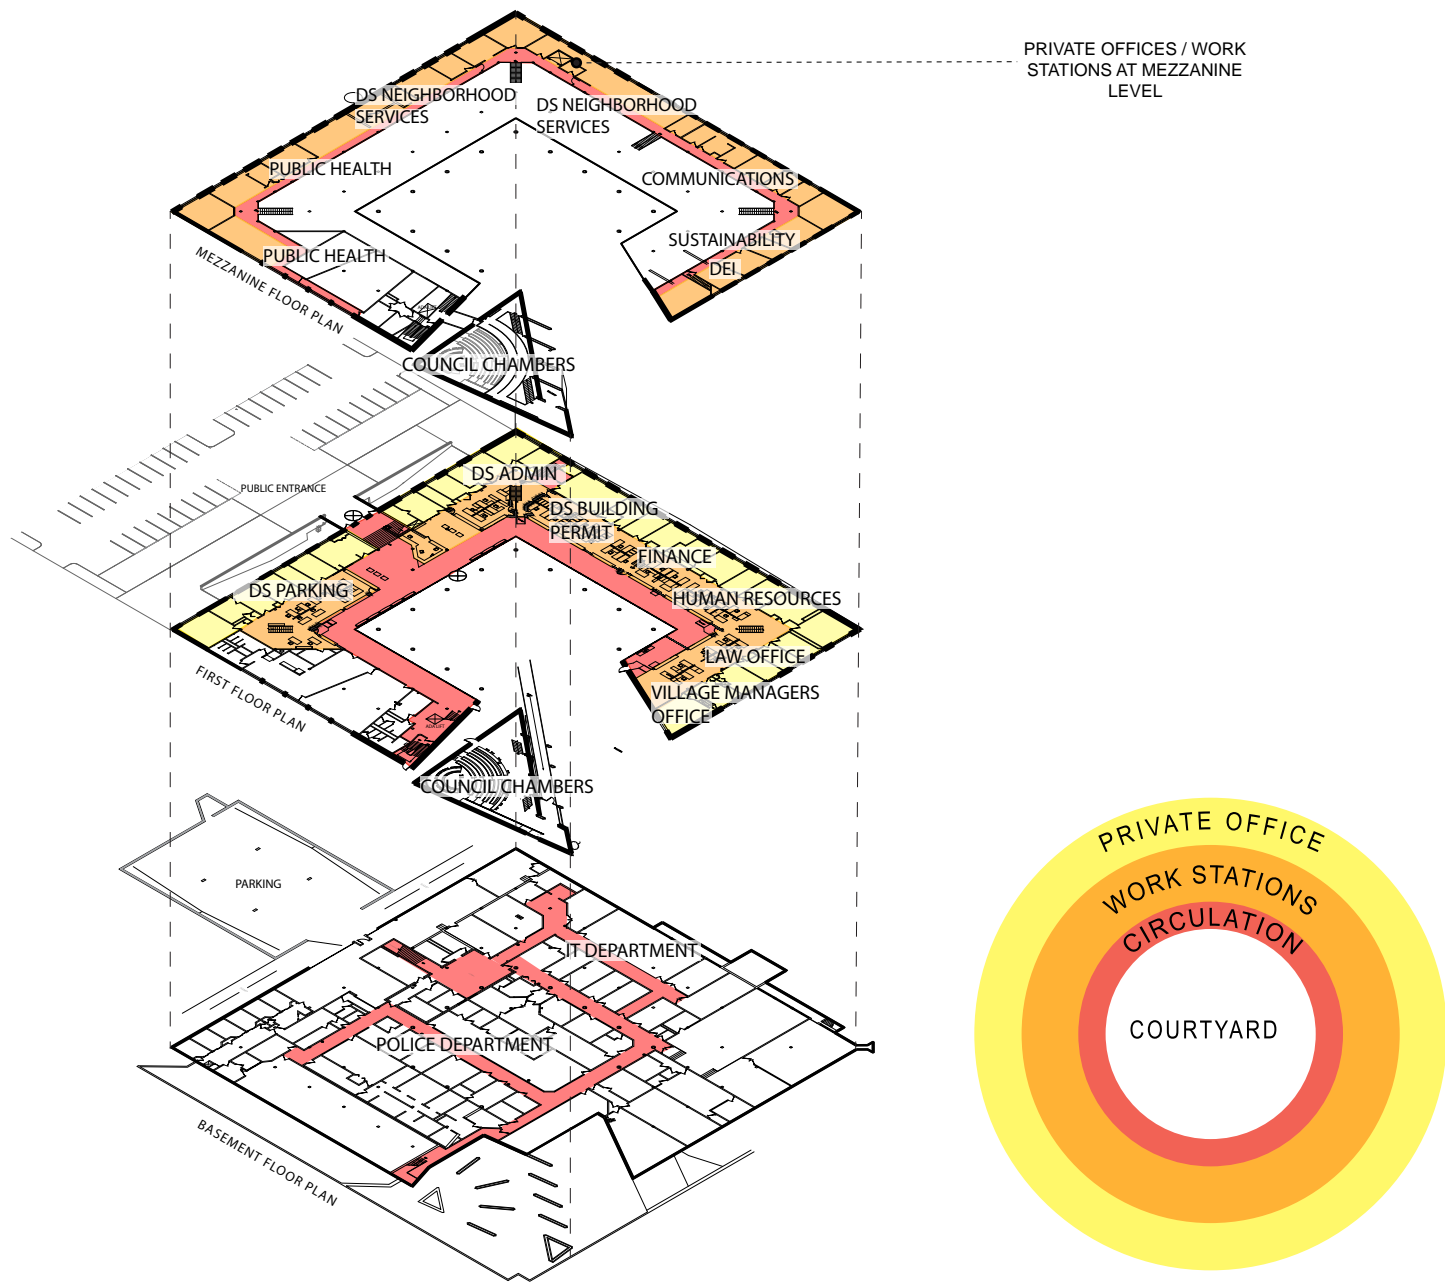 PRIVATE OFFICES / WORK
STATIONS AT MEZZANINE
LEVEL
DS NEIGHBORHOOD
SERVICES
DS NEIGHBORHOOD
SERVICES
PUBLIC HEALTH
COMMUNICATIONS
SUSTAINABILITY
DEI
PUBLIC HEALTH
MEZZANINE FLOOR PLAN
COUNCIL CHAMBERS
DS ADMIN
PUBLIC ENTRANCE
DS BUILDING
PERMIT
FINANCE
DS PARKING
HUMAN RESOURCES
LAW OFFICE
VILLAGE MANAGERS
OFFICE
FIRST FLOOR PLAN
COUNCIL CHAMBERS
PARKING
IT DEPARTMENT
POLICE DEPARTMENT
BASEMENT FLOOR PLAN
PRIVATE OFFICE
WORK STATIONS
CIRCULATION
COURTYARD